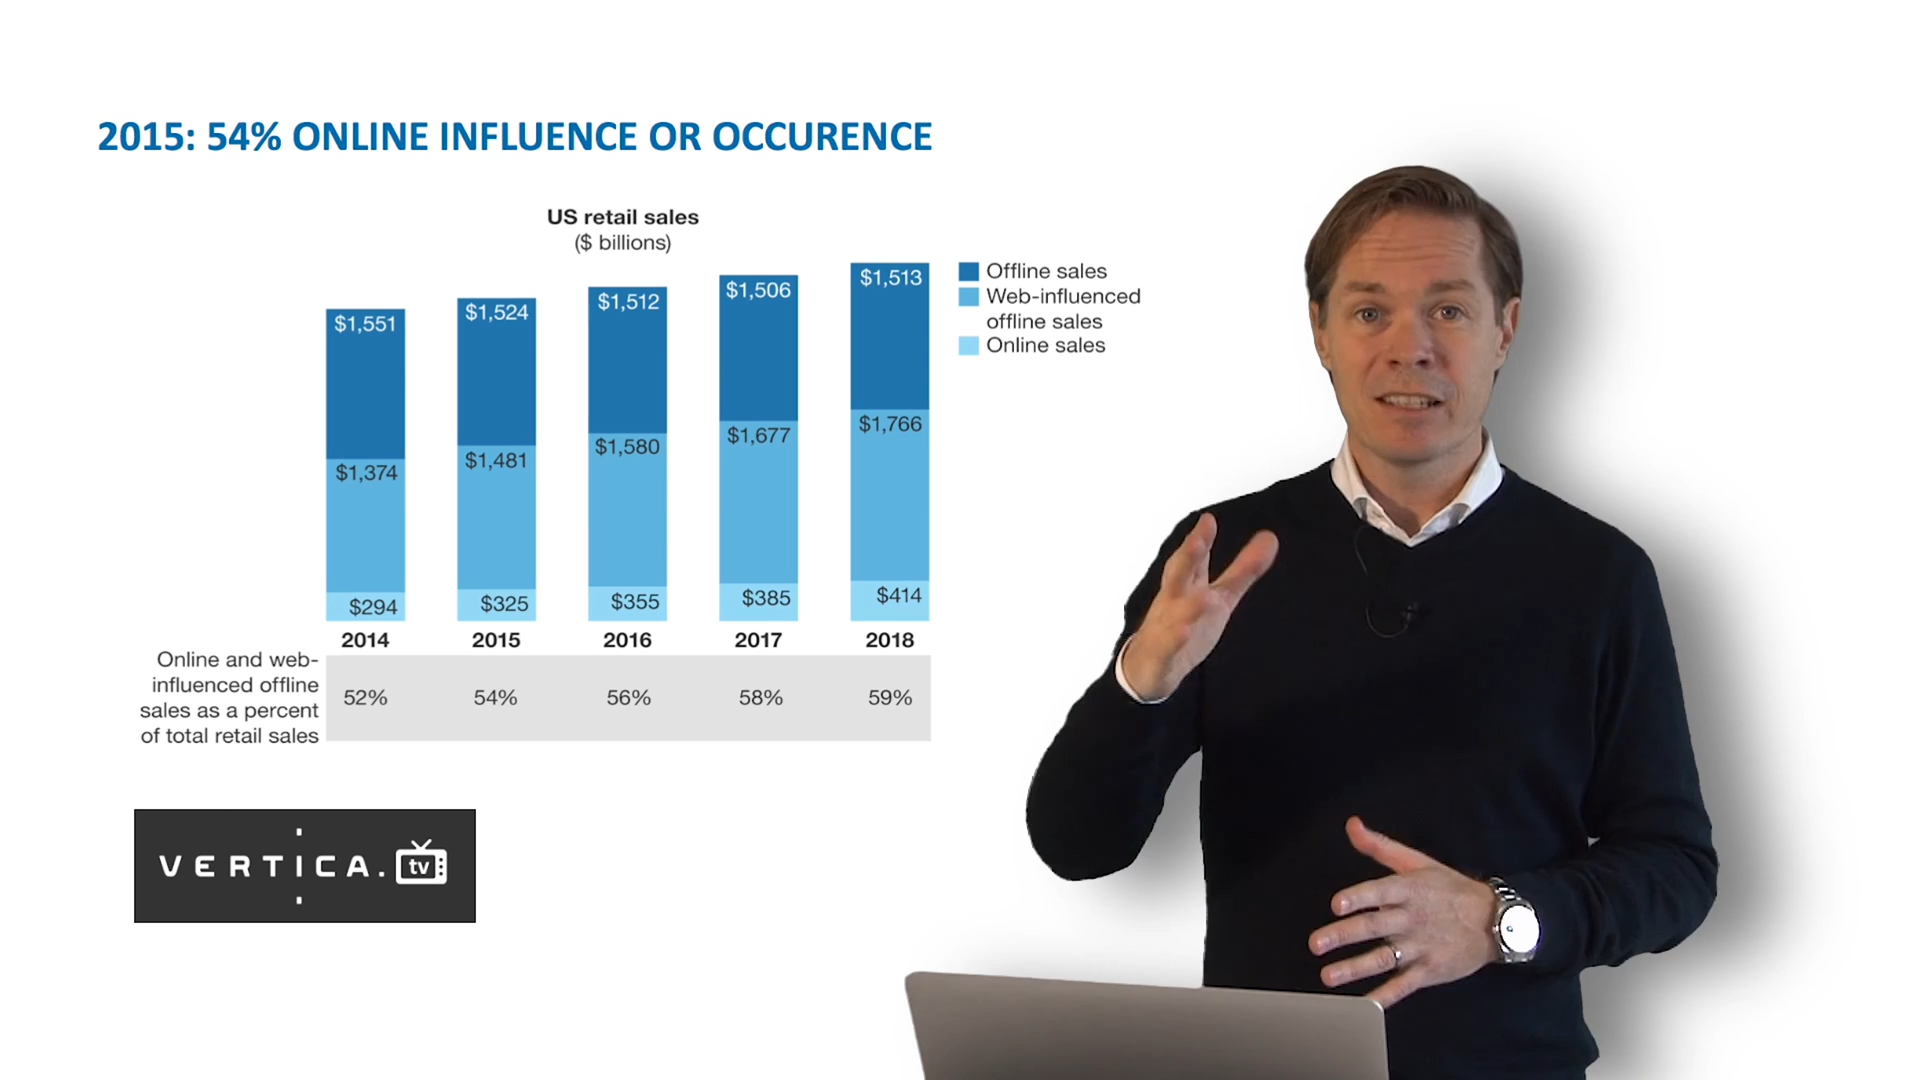 2015: 54% ONLINE INFLUENCE OR OCCURENCE
US retail sales
($ billions)
Offline sales
Web-influenced
offline sales
Online sales
$1,551 $1,524 $1,512 $1,506 $1,513
$1,374 $1,481 $1,580 $1,677 $1,766
$294 $325 $355 $385 $414
2014 2015 2016 2017 2018
Online and web-
influenced offline
sales as a percent
of total retail sales
52% 54% 56% 58% 59%
VERTICA.tv